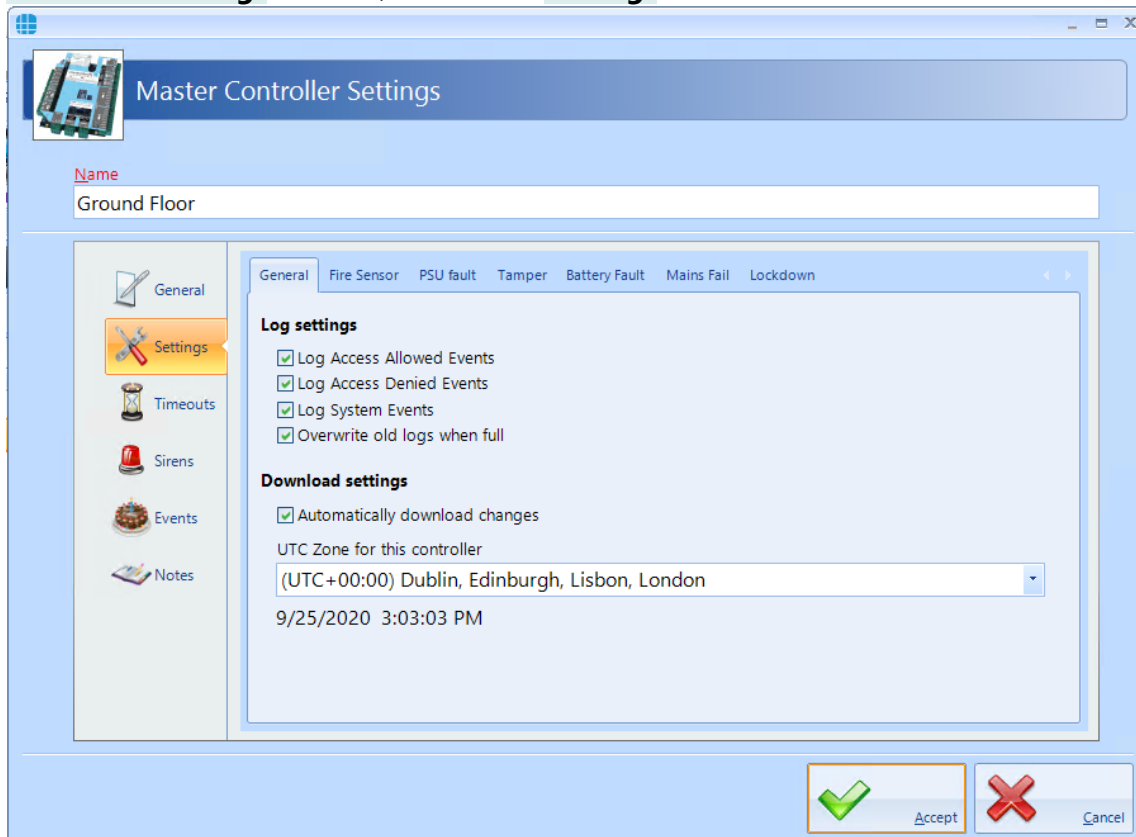 Master Controller Settings
Name
Ground Floor
General
Settings
Timeouts
Sirens
Events
Notes
General Fire Sensor PSU fault Tamper Battery Fault Mains Fail Lockdown
Log settings
Log Access Allowed Events
Log Access Denied Events
Log System Events
Overwrite old logs when full
Download settings
Automatically download changes
UTC Zone for this controller
(UTC+00:00) Dublin, Edinburgh, Lisbon, London
9/25/2020 3:03:03 PM
Accept Cancel